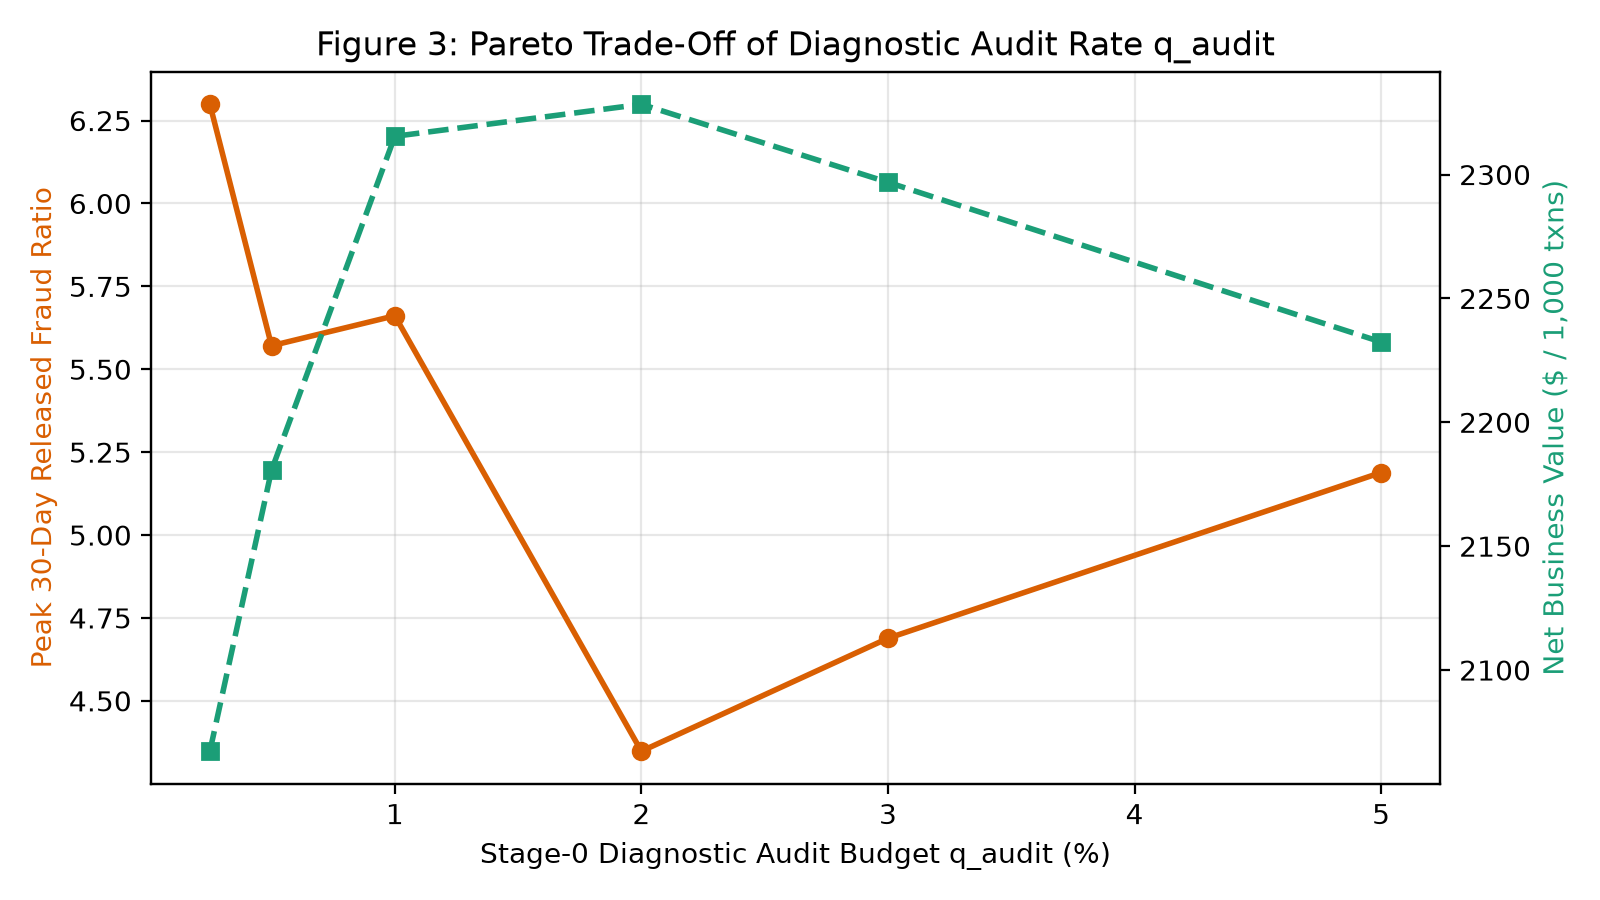 Figure 3: Pareto Trade-Off of Diagnostic Audit Rate q_audit
Peak 30-Day Released Fraud Ratio
6.25
6.00
5.75
5.50
5.25
5.00
4.75
4.50
2300
2250
2200
2150
2100
Net Business Value ($ / 1,000 txns)
1 2 3 4 5
Stage-0 Diagnostic Audit Budget q_audit (%)